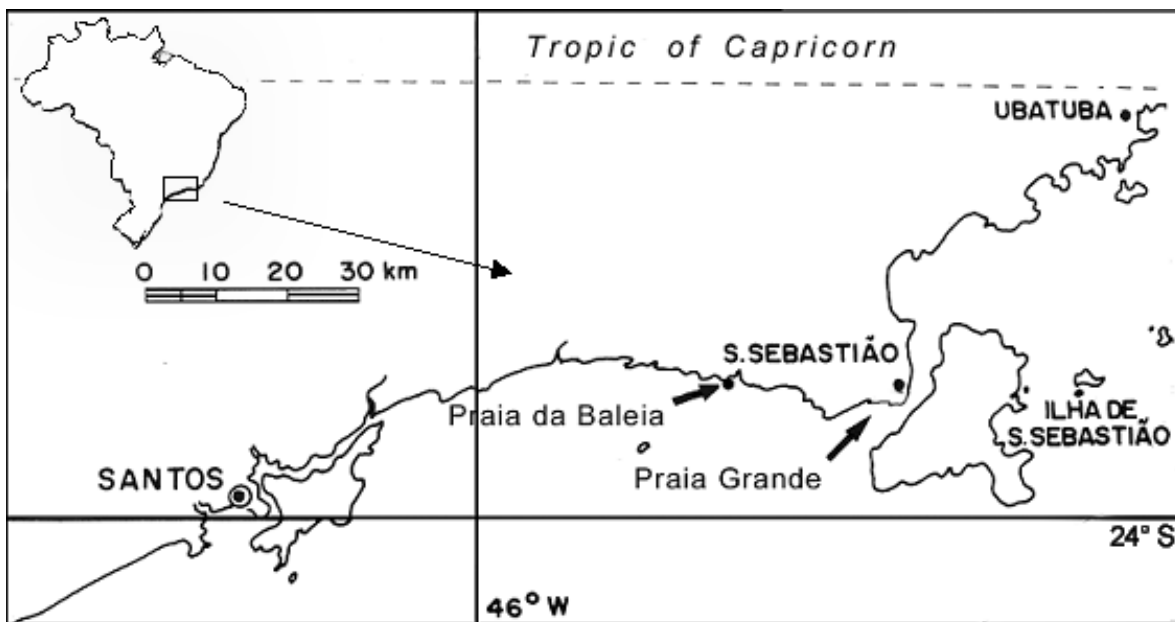 Tropic of Capricorn
UBATUBA
0 10 20 30 km
S.SEBASTIÃO
Praia da Baleia
ILHA DE
S.SEBASTIÃO
Praia Grande
SANTOS
24° S
46° W